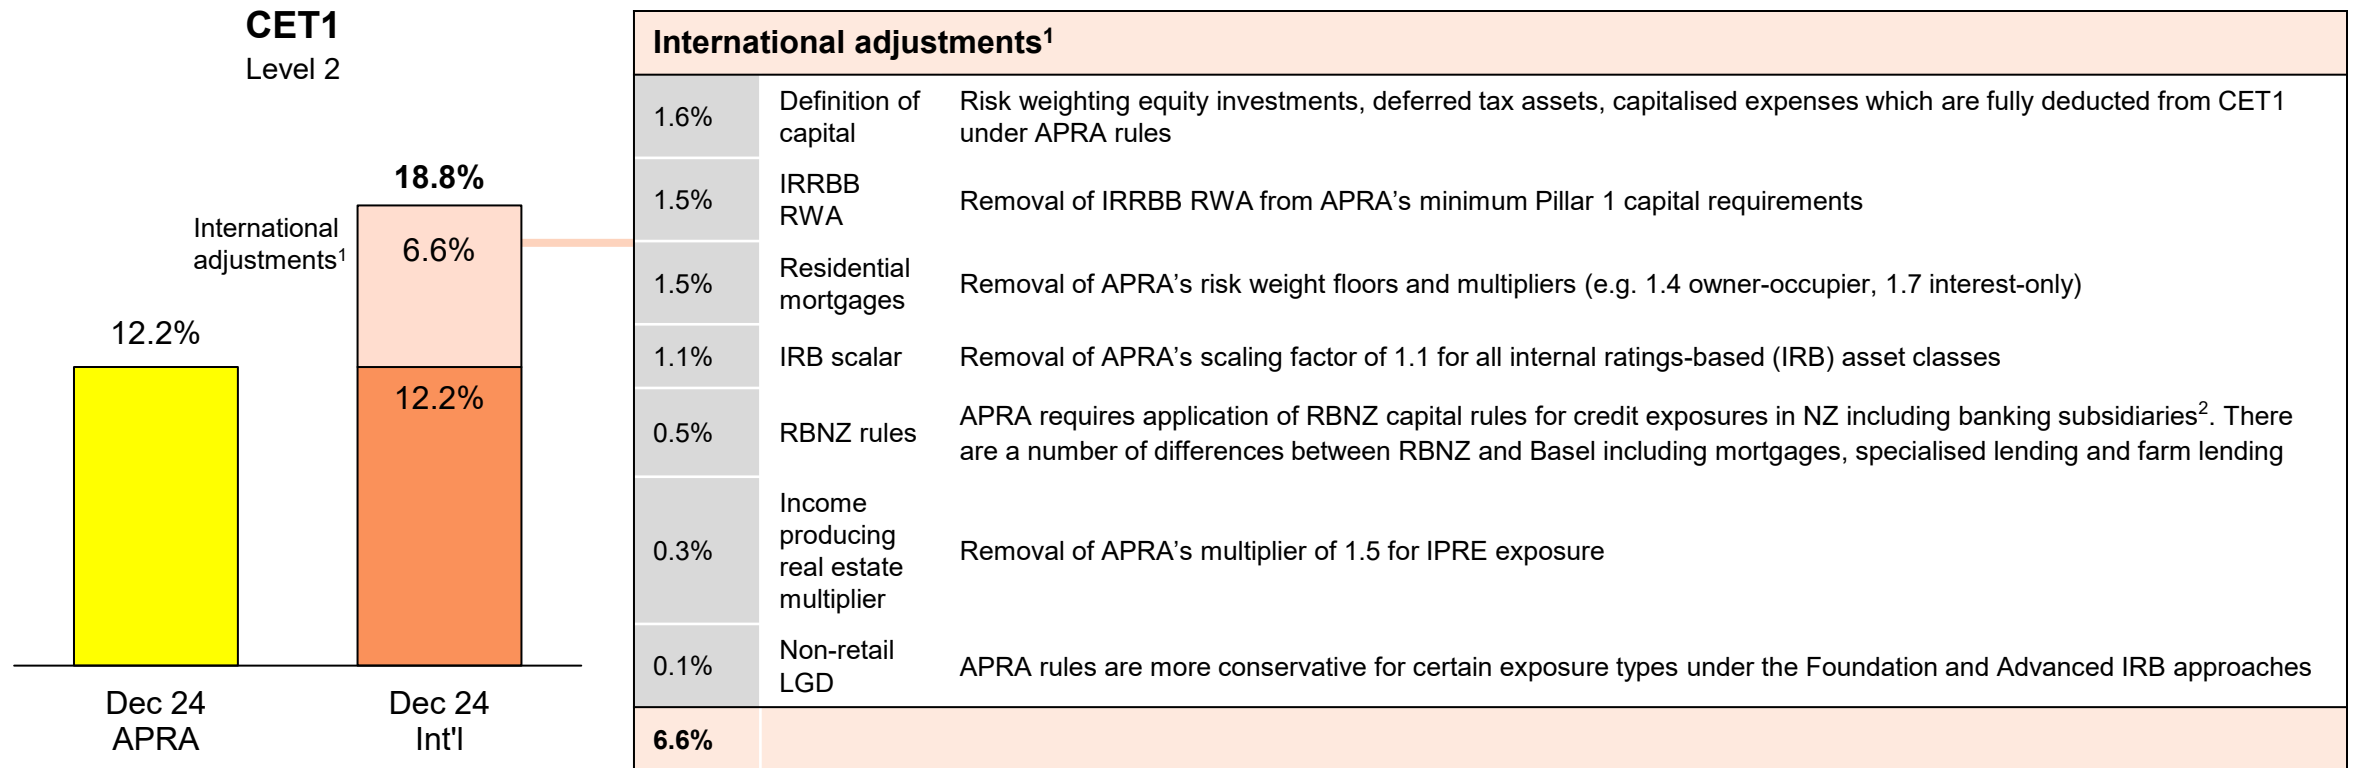 CET1
Level 2
18.8%
International
adjustments¹
6.6%
12.2%
12.2%
Dec 24
APRA
Dec 24
Int'l
International adjustments¹
1.6%
Definition of
capital
Risk weighting equity investments, deferred tax assets, capitalised expenses which are fully deducted from CET1
under APRA rules
1.5%
IRRBB
RWA
Removal of IRRBB RWA from APRA’s minimum Pillar 1 capital requirements
1.5%
Residential
mortgages
Removal of APRA’s risk weight floors and multipliers (e.g. 1.4 owner-occupier, 1.7 interest-only)
1.1%
IRB scalar
Removal of APRA’s scaling factor of 1.1 for all internal ratings-based (IRB) asset classes
0.5%
RBNZ rules
APRA requires application of RBNZ capital rules for credit exposures in NZ including banking subsidiaries². There
are a number of differences between RBNZ and Basel including mortgages, specialised lending and farm lending
0.3%
Income
producing
real estate
multiplier
Removal of APRA’s multiplier of 1.5 for IPRE exposure
0.1%
Non-retail
LGD
APRA rules are more conservative for certain exposure types under the Foundation and Advanced IRB approaches
6.6%